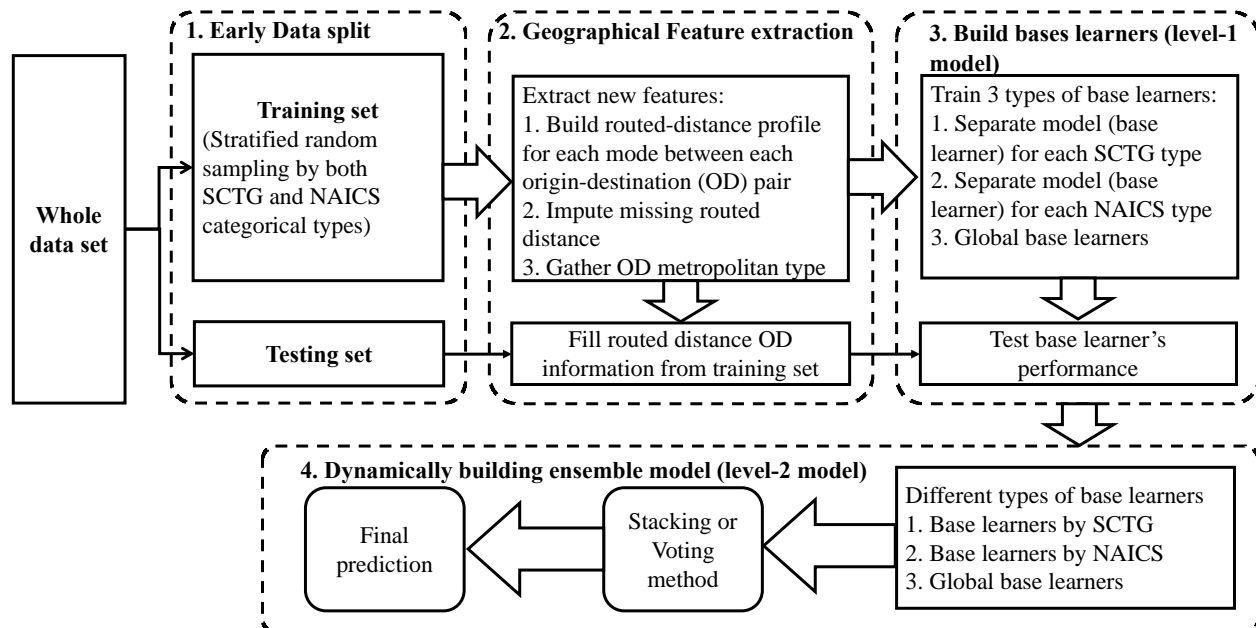 Whole
data set
1. Early Data split
Training set
(Stratified random
sampling by both
SCTG and NAICS
categorical types)
Testing set
2. Geographical Feature extraction
Extract new features:
1. Build routed-distance profile
for each mode between each
origin-destination (OD) pair
2. Impute missing routed
distance
3. Gather OD metropolitan type
Fill routed distance OD
information from training set
3. Build bases learners (level-1
model)
Train 3 types of base learners:
1. Separate model (base
learner) for each SCTG type
2. Separate model (base
learner) for each NAICS type
3. Global base learners
Test base learner’s
performance
4. Dynamically building ensemble model (level-2 model)
Different types of base learners
1. Base learners by SCTG
2. Base learners by NAICS
3. Global base learners
Stacking or
Voting
method
Final
prediction